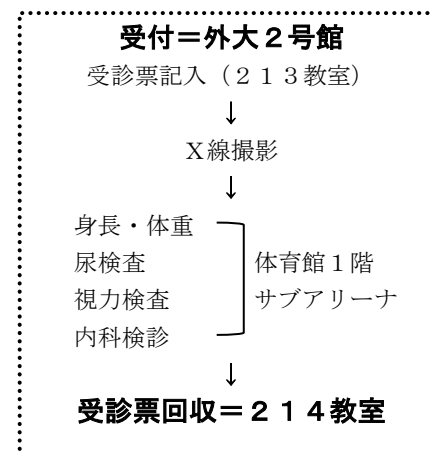 受付＝外大２号館
受診票記入（２１３教室）
↓
Ｘ線撮影
↓
身長・体重
尿検査
視力検査
内科検診
体育館１階
サブアリーナ
↓
受診票回収＝２１４教室